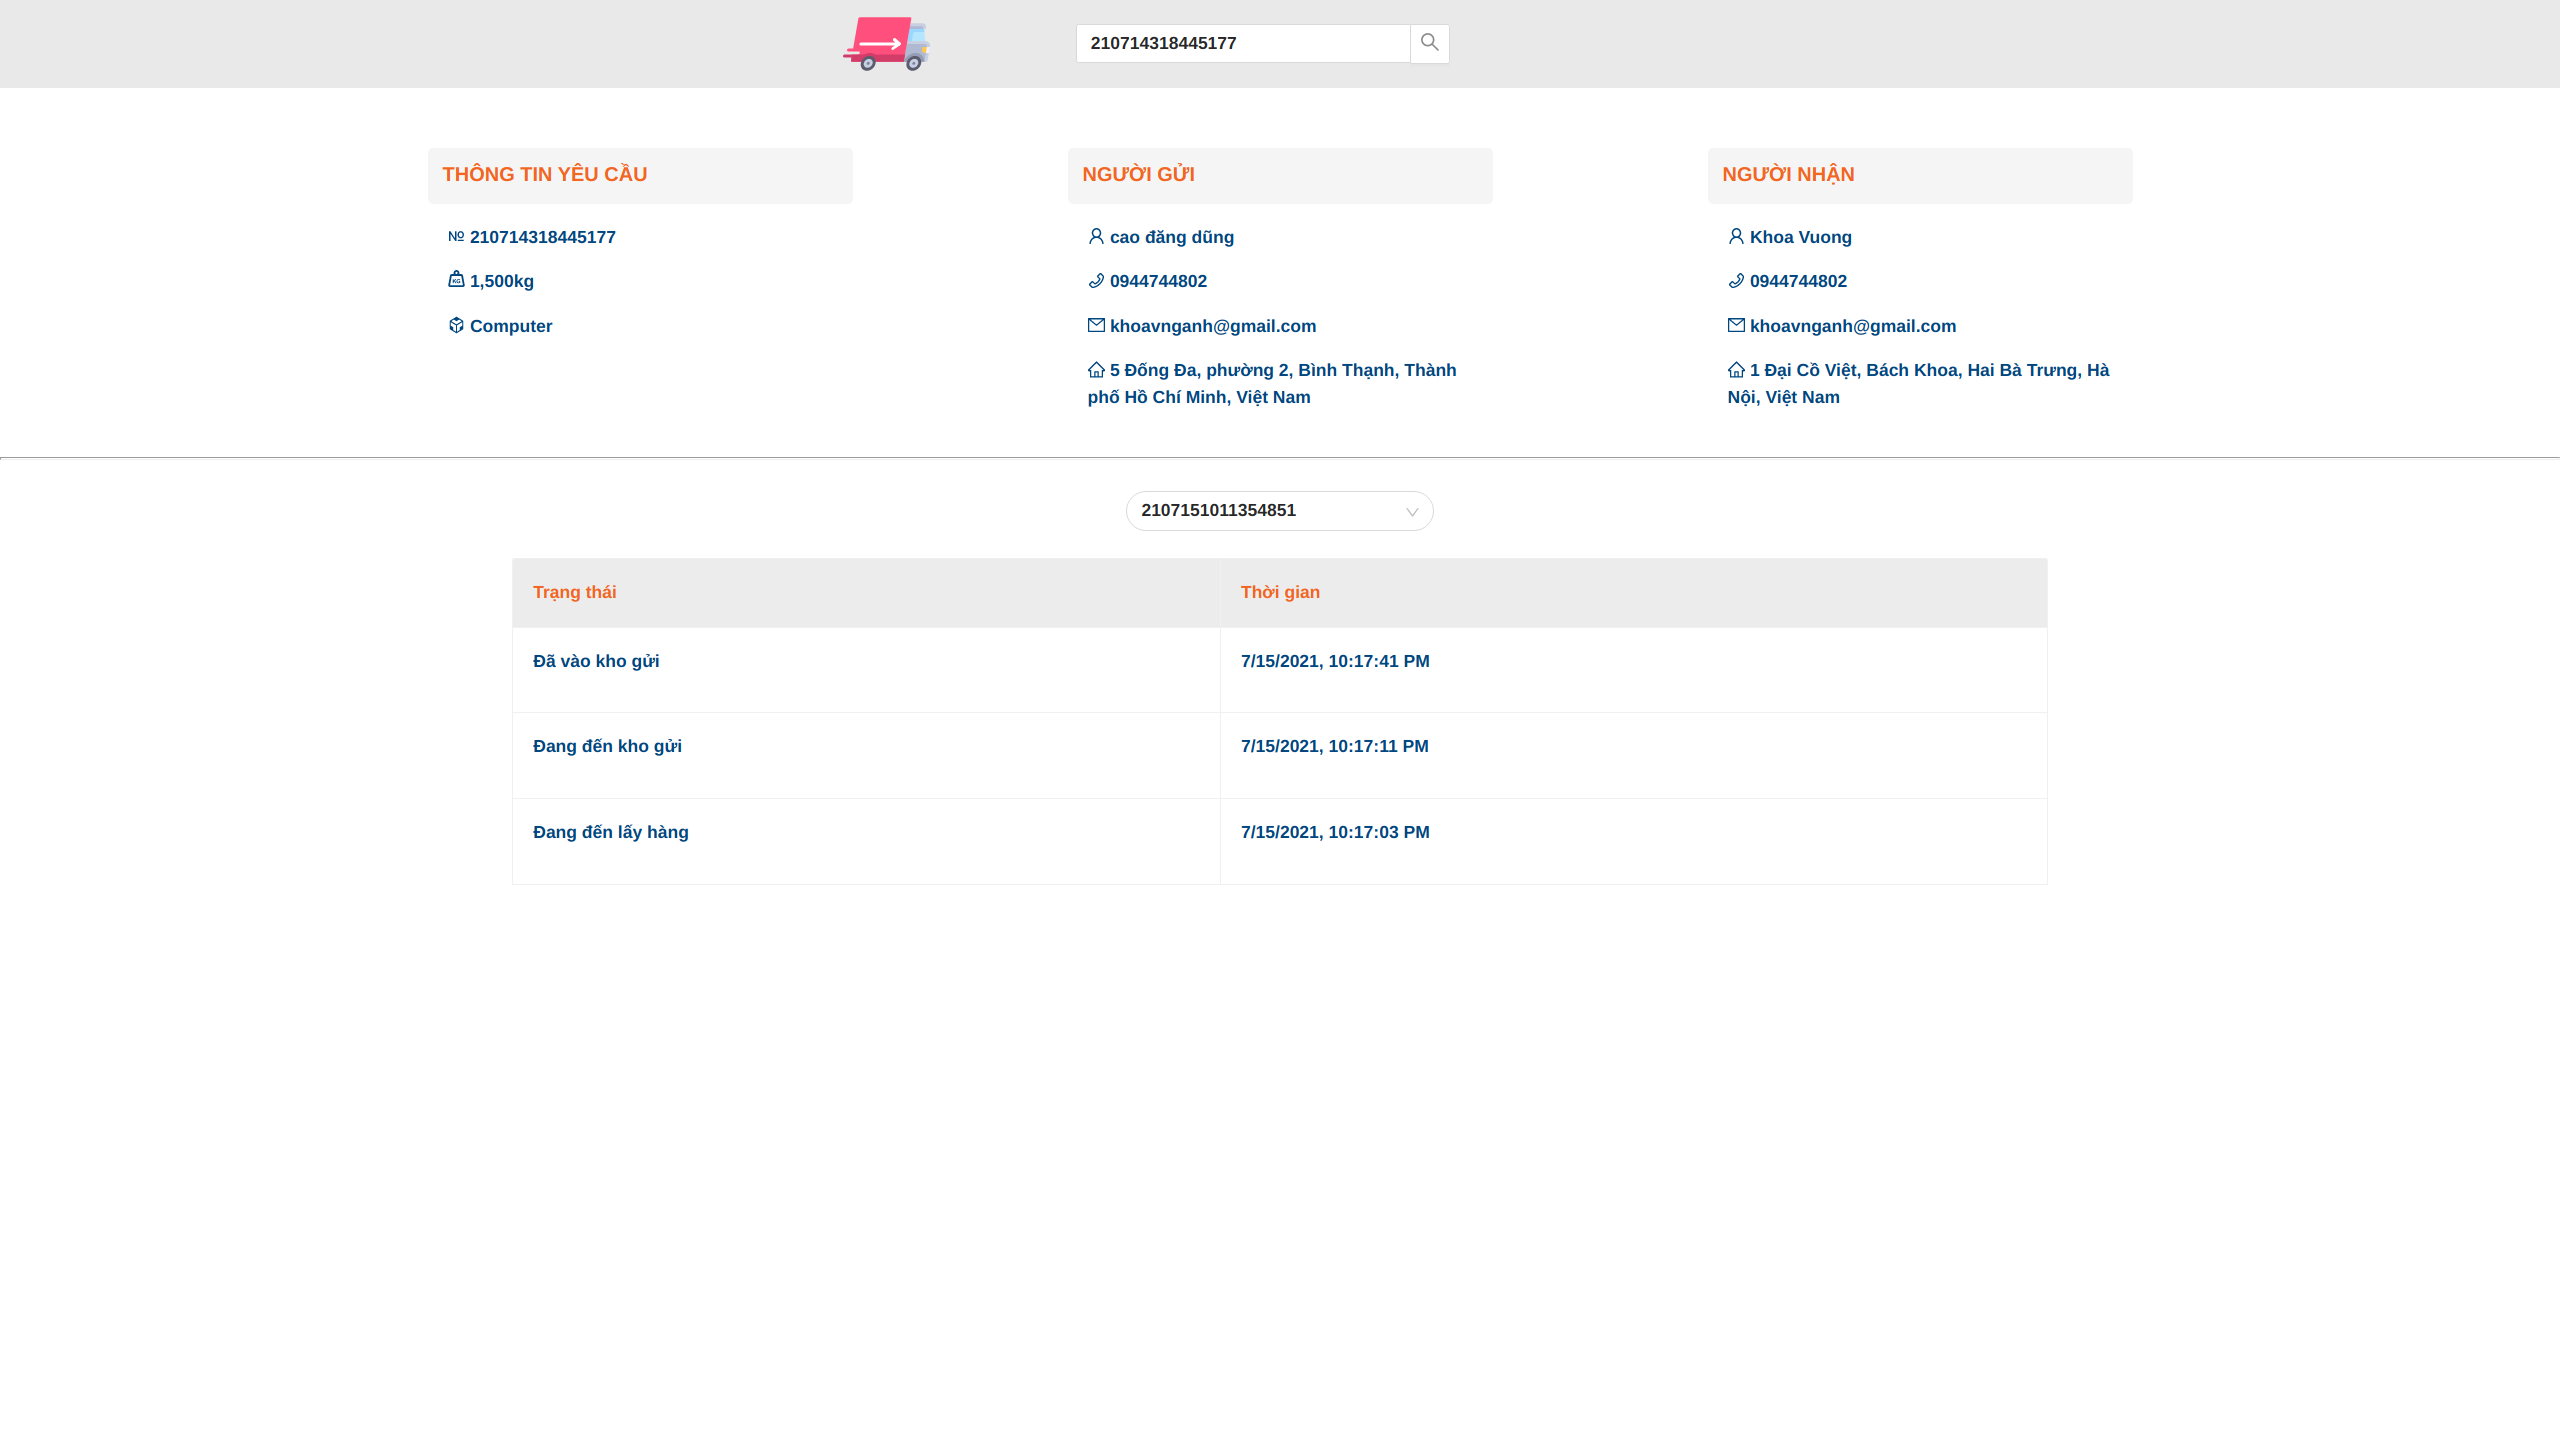 210714318445177
THÔNG TIN YÊU CẦU
№ 210714318445177
KG 1,500kg
Computer
NGƯỜI GỬI
cao đăng dũng
0944744802
khoavnganh@gmail.com
5 Đống Đa, phường 2, Bình Thạnh, Thành
phố Hồ Chí Minh, Việt Nam
NGƯỜI NHẬN
Khoa Vuong
0944744802
khoavnganh@gmail.com
1 Đại Cồ Việt, Bách Khoa, Hai Bà Trưng, Hà
Nội, Việt Nam
2107151011354851
Trạng thái Thời gian
Đã vào kho gửi 7/15/2021, 10:17:41 PM
Đang đến kho gửi 7/15/2021, 10:17:11 PM
Đang đến lấy hàng 7/15/2021, 10:17:03 PM